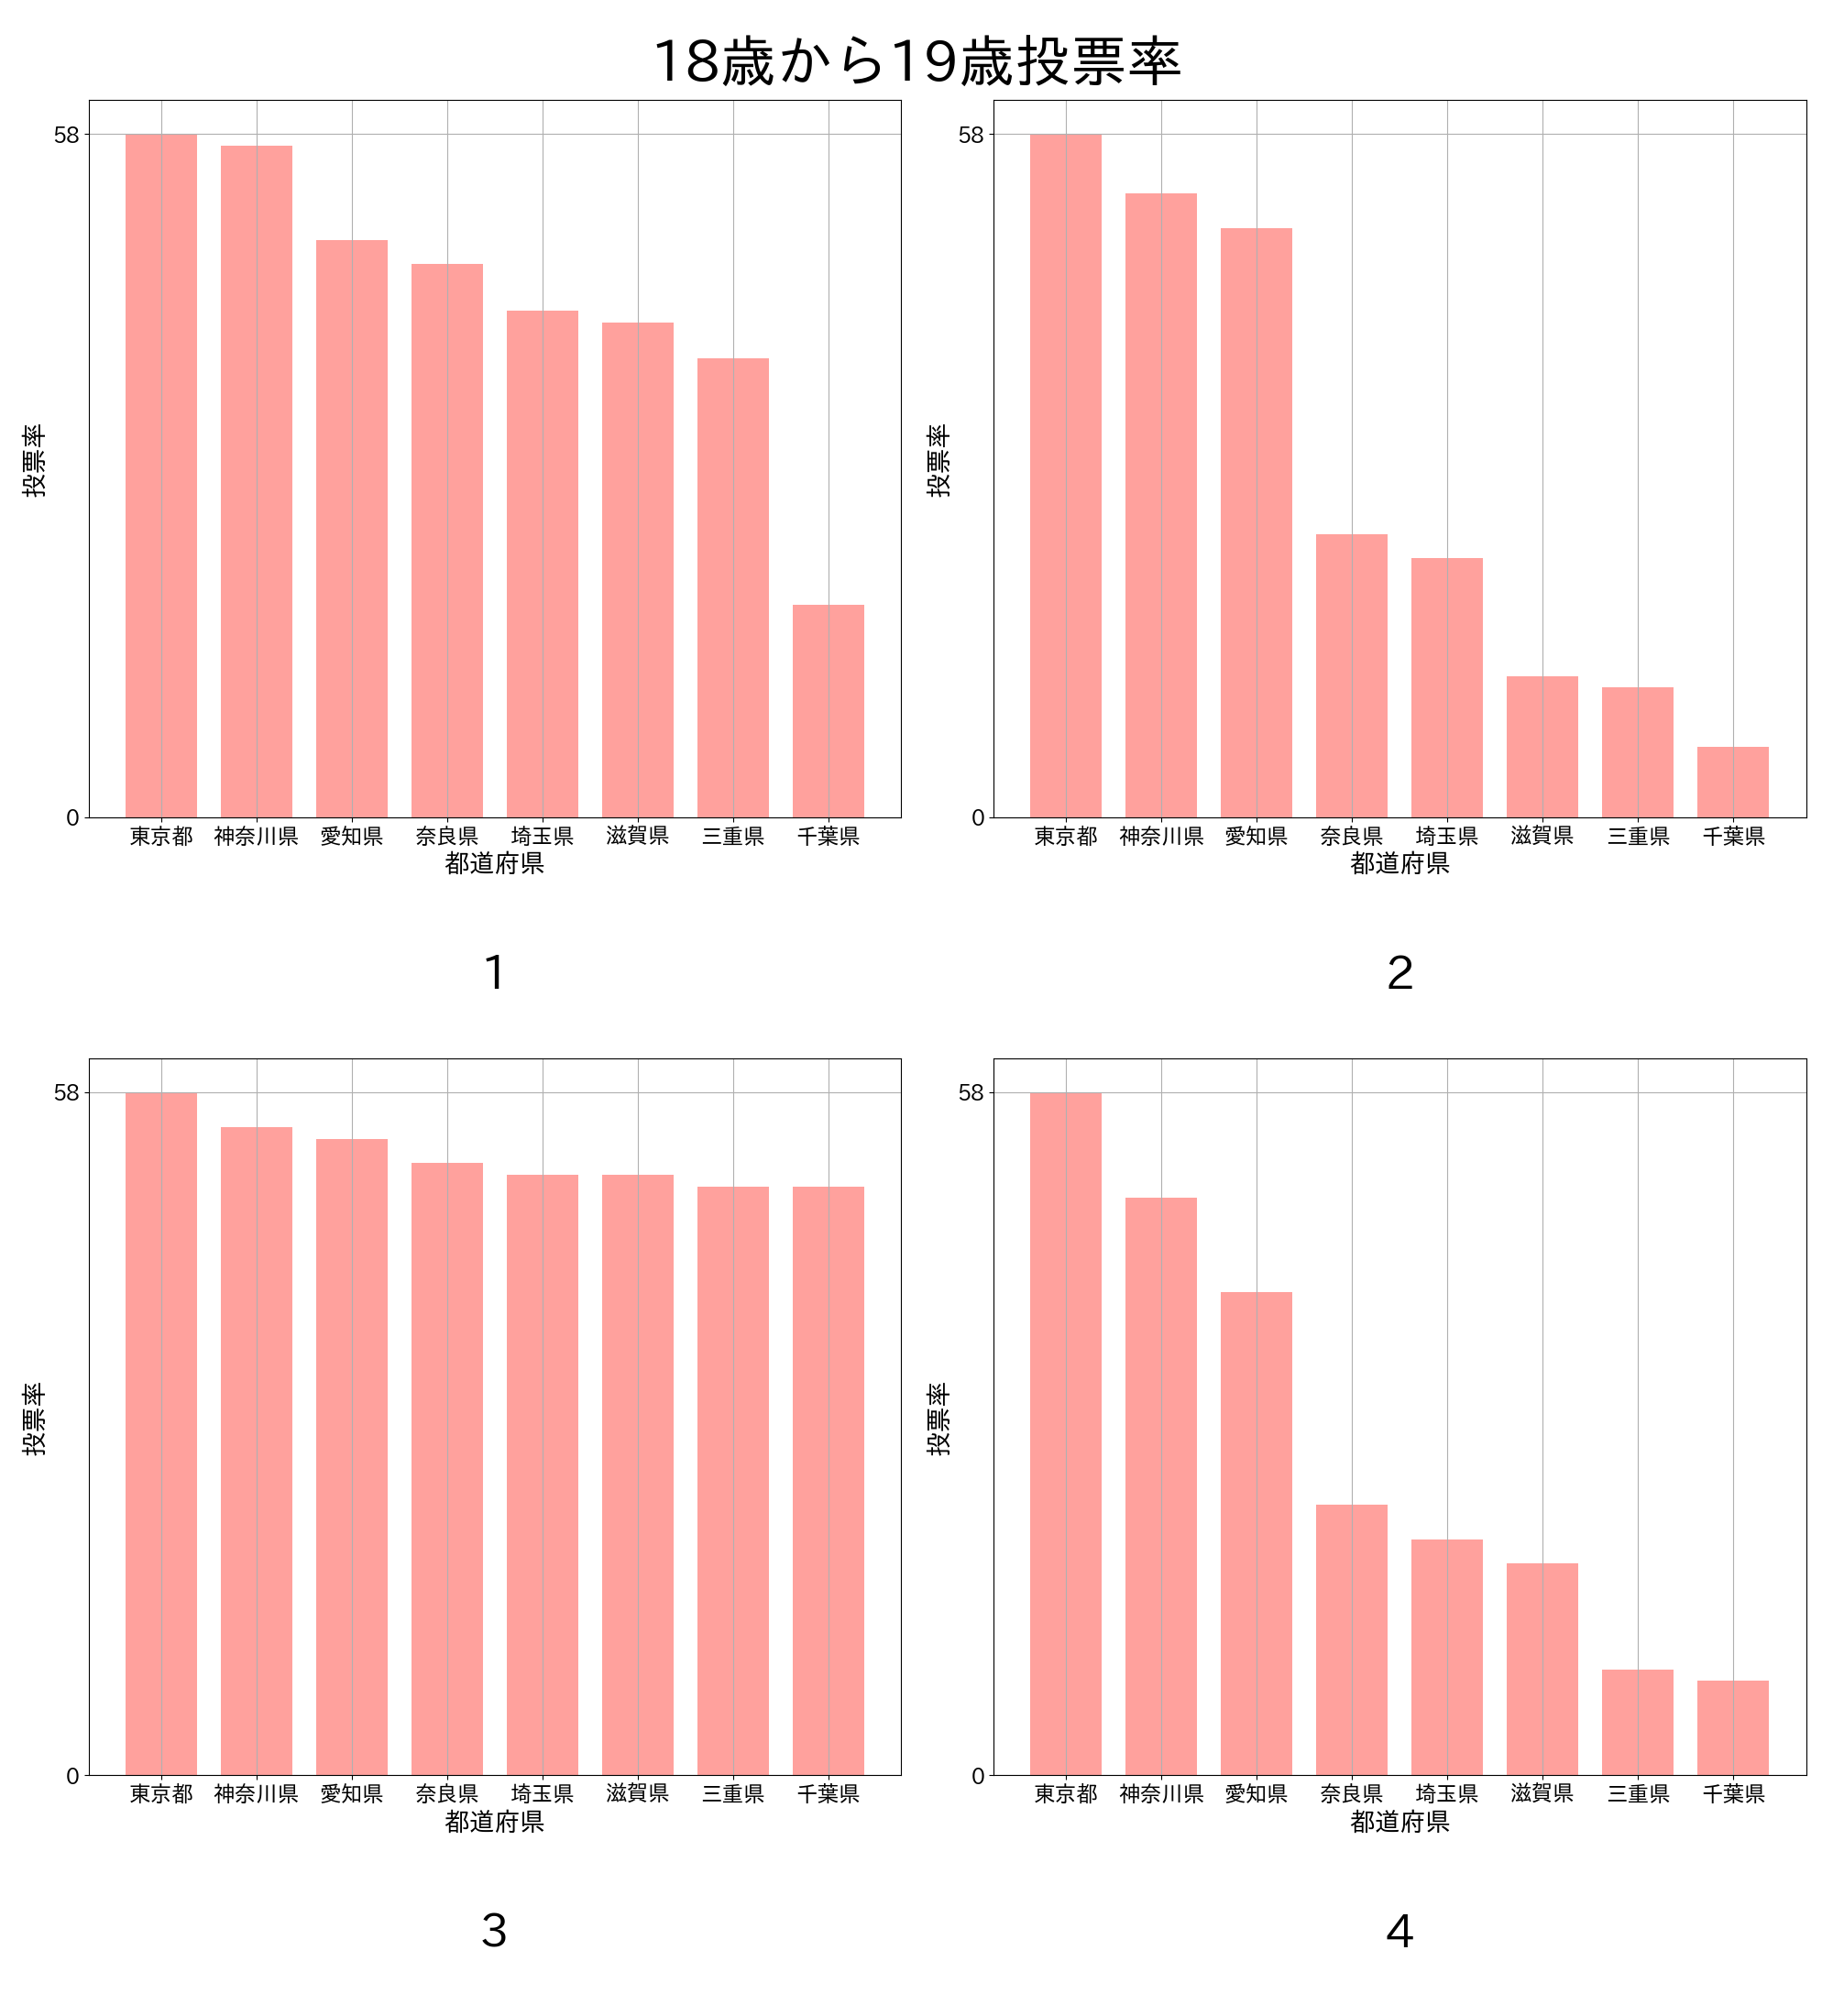 18歳から19歳投票率
58
0
投票率
東京都 神奈川県 愛知県 奈良県 埼玉県 滋賀県 三重県 千葉県
都道府県
1
58
0
投票率
東京都 神奈川県 愛知県 奈良県 埼玉県 滋賀県 三重県 千葉県
都道府県
2
58
0
投票率
東京都 神奈川県 愛知県 奈良県 埼玉県 滋賀県 三重県 千葉県
都道府県
3
58
0
投票率
東京都 神奈川県 愛知県 奈良県 埼玉県 滋賀県 三重県 千葉県
都道府県
4